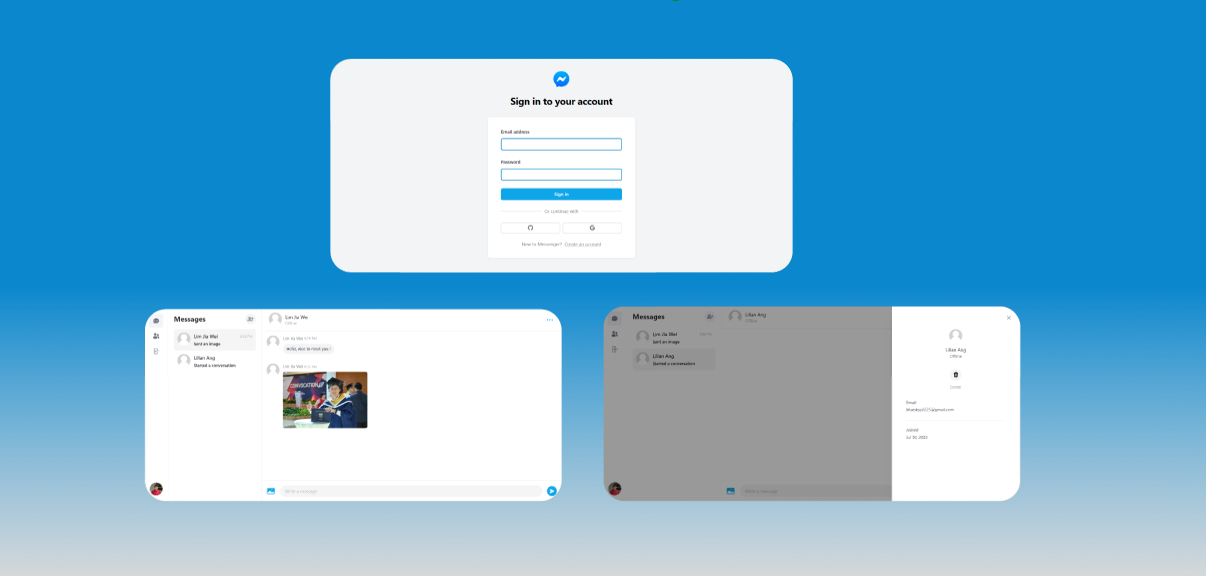 Sign in to your account
Email address
Password
Sign in
Or continue with
New to Messenger? Create an account
Messages
Lim Jia Wei
Sent an image
Lilian Ang
Started a conversation
Lim Jia Wei
Offline
Lim Jia Wei
Hello, nice to meet you !
Lim Jia Wei
CONVOCATION
Write a message
Messages
Lim Jia Wei
Sent an image
Lilian Ang
Started a conversation
Lilian Ang
Offline
Write a message
Lilian Ang
Offline
Delete
Email
Joined
Jul 30, 2023